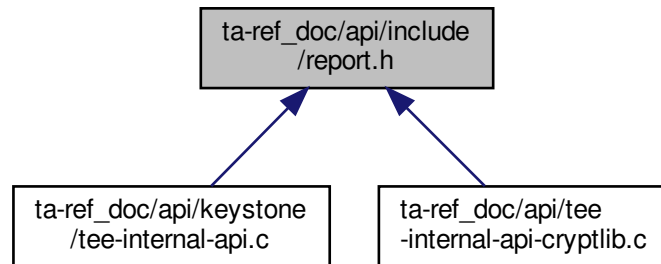 ta-ref_doc/api/include
/report.h
ta-ref_doc/api/keystone
/tee-internal-api.c
ta-ref_doc/api/tee
-internal-api-cryptlib.c